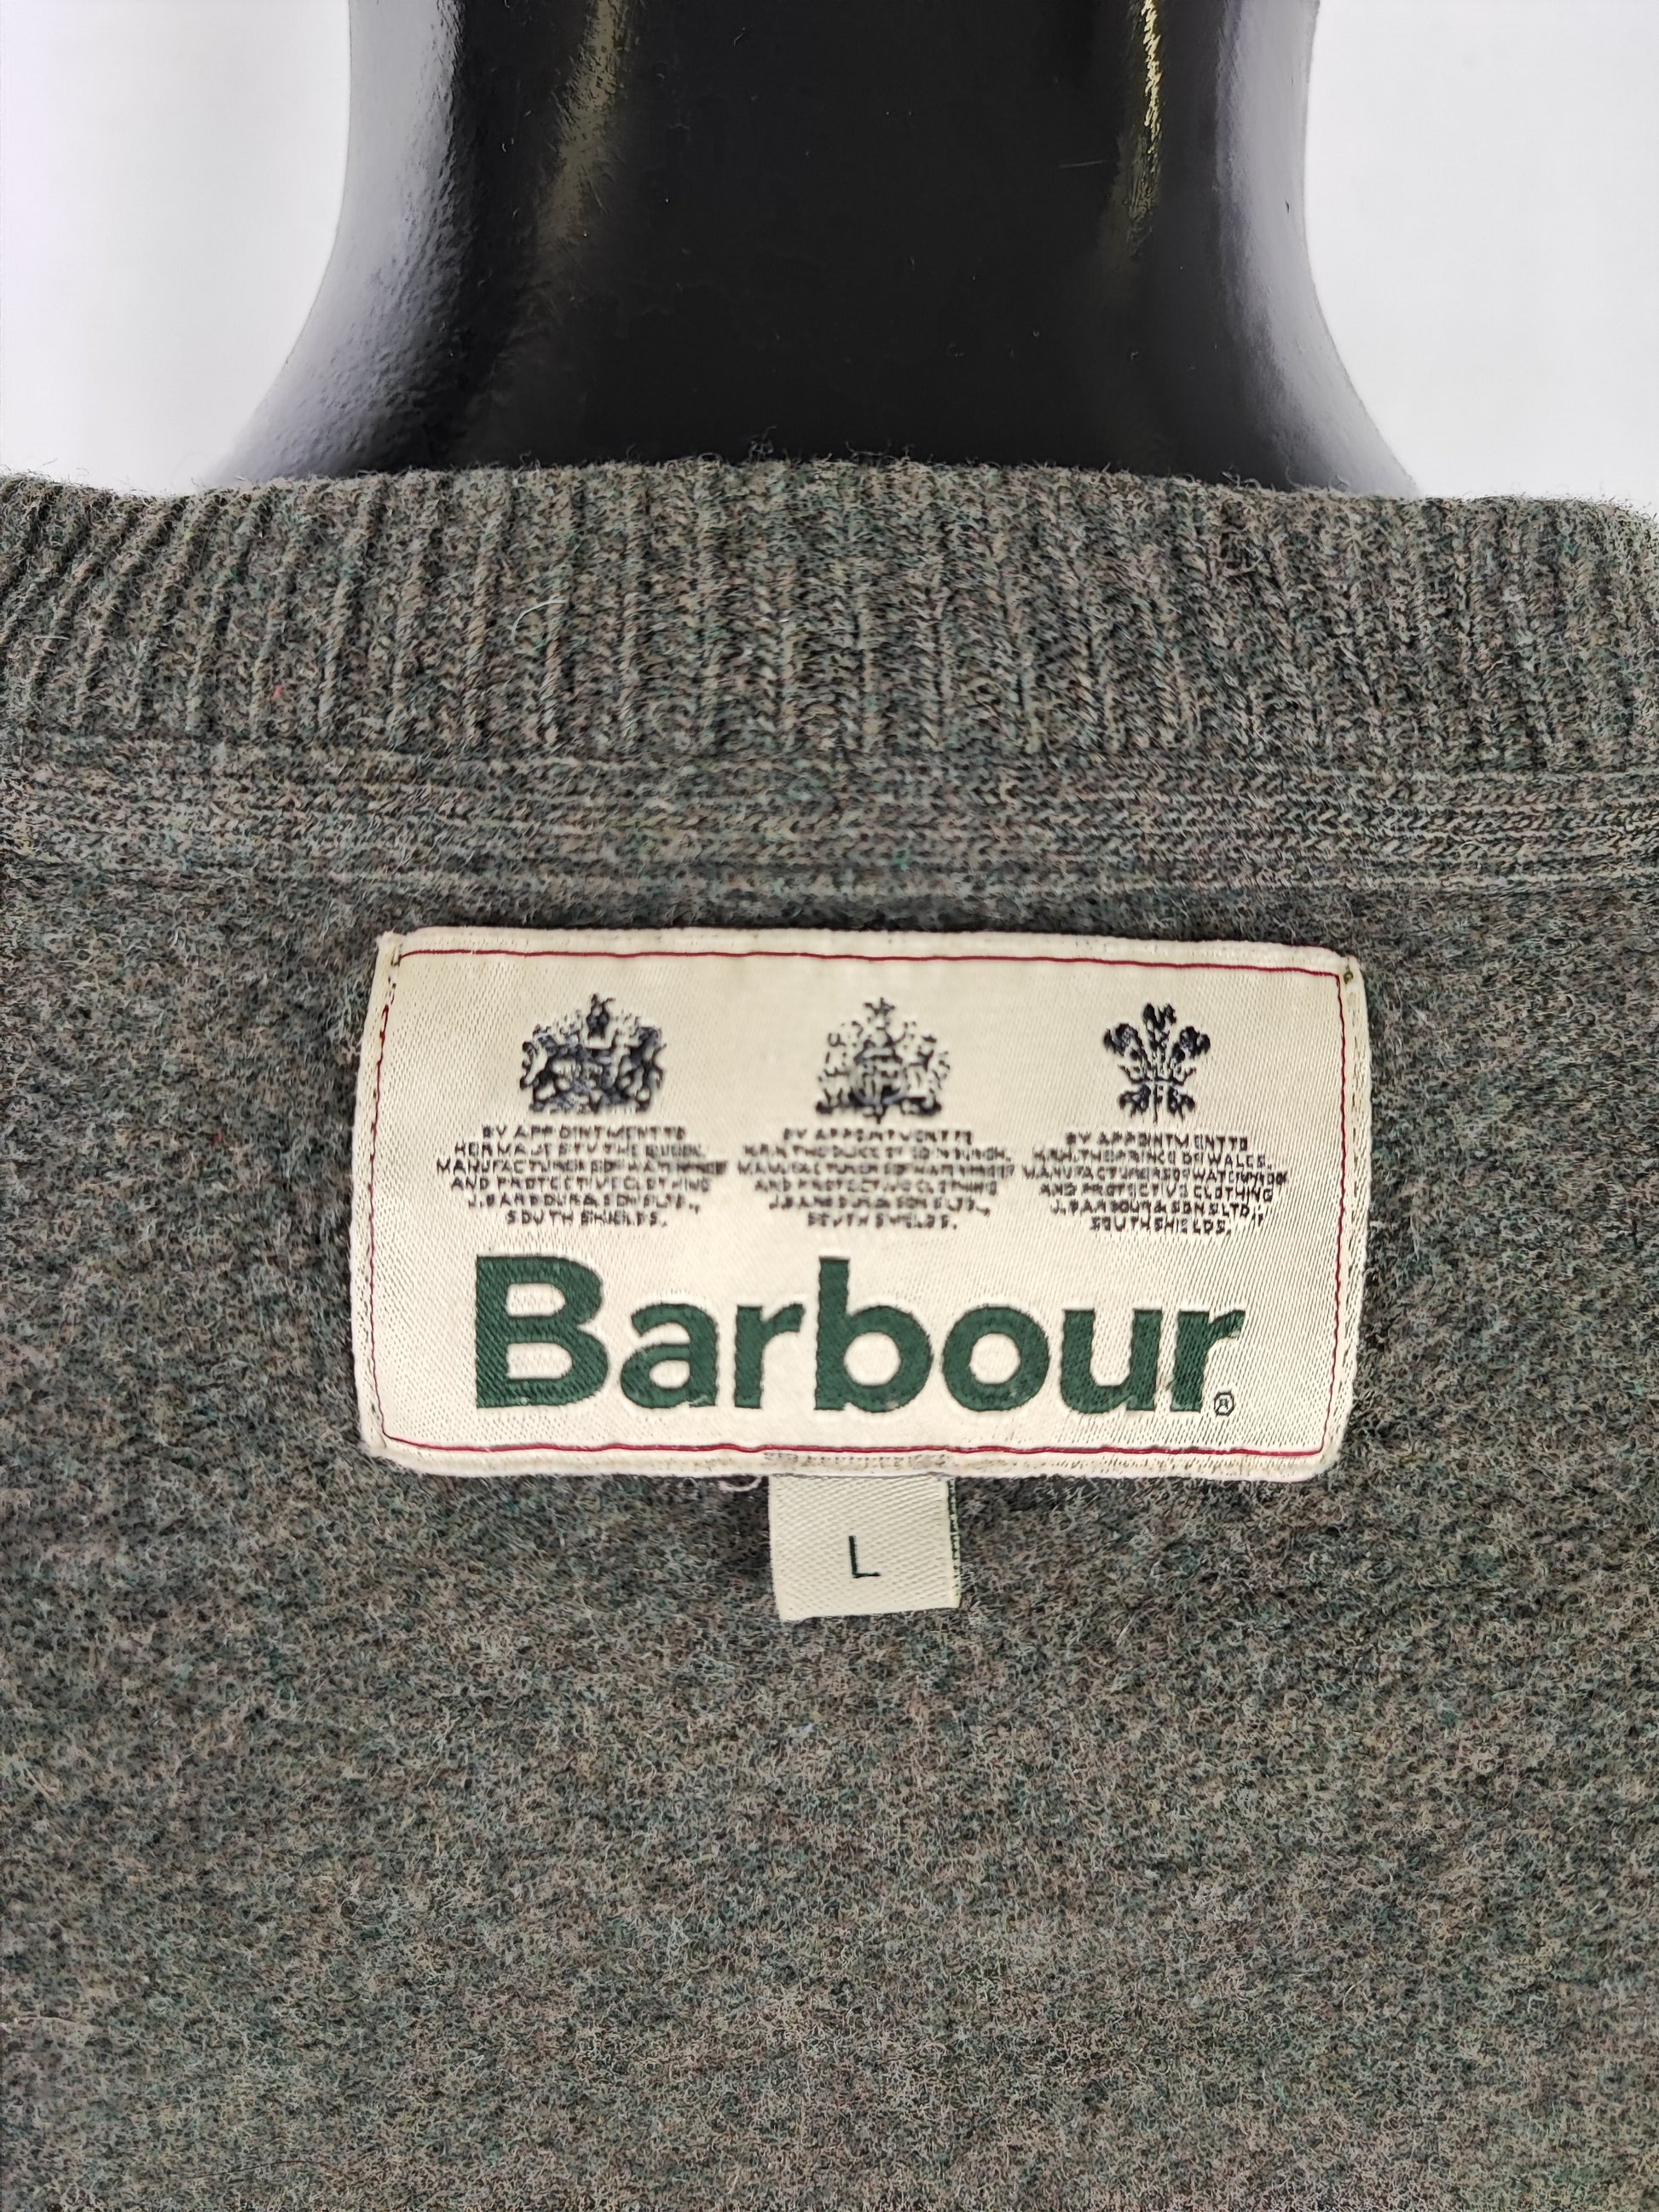 BY APPOINTMENT TO
HER MAJESTY THE QUEEN,
MANUFACTURERS OF WATERPROOF
AND PROTECTIVE CLOTHING
J. BARBOUR & SONS LTD.,
SOUTH SHIELDS.
BY APPOINTMENT TO
H.R.H. THE DUKE OF EDINBURGH,
MANUFACTURERS OF WATERPROOF
AND PROTECTIVE CLOTHING
J. BARBOUR & SONS LTD.,
SOUTH SHIELDS.
BY APPOINTMENT TO
H.R.H. THE PRINCE OF WALES,
MANUFACTURERS OF WATERPROOF
AND PROTECTIVE CLOTHING
J. BARBOUR & SONS LTD.,
SOUTH SHIELDS.
Barbour®
L